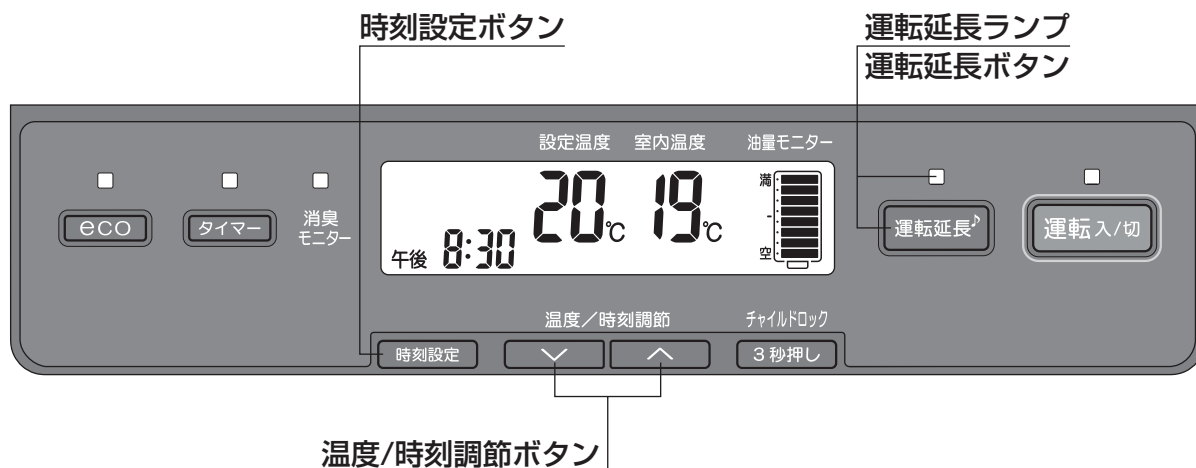 時刻設定ボタン
運転延長ランプ
運転延長ボタン
設定温度 室内温度 油量モニター
eco
タイマー
消臭
モニター
午後 8:30
20℃
19℃
満
空
運転延長♪
運転入/切
温度/時刻調節
チャイルドロック
時刻設定
3秒押し
温度/時刻調節ボタン